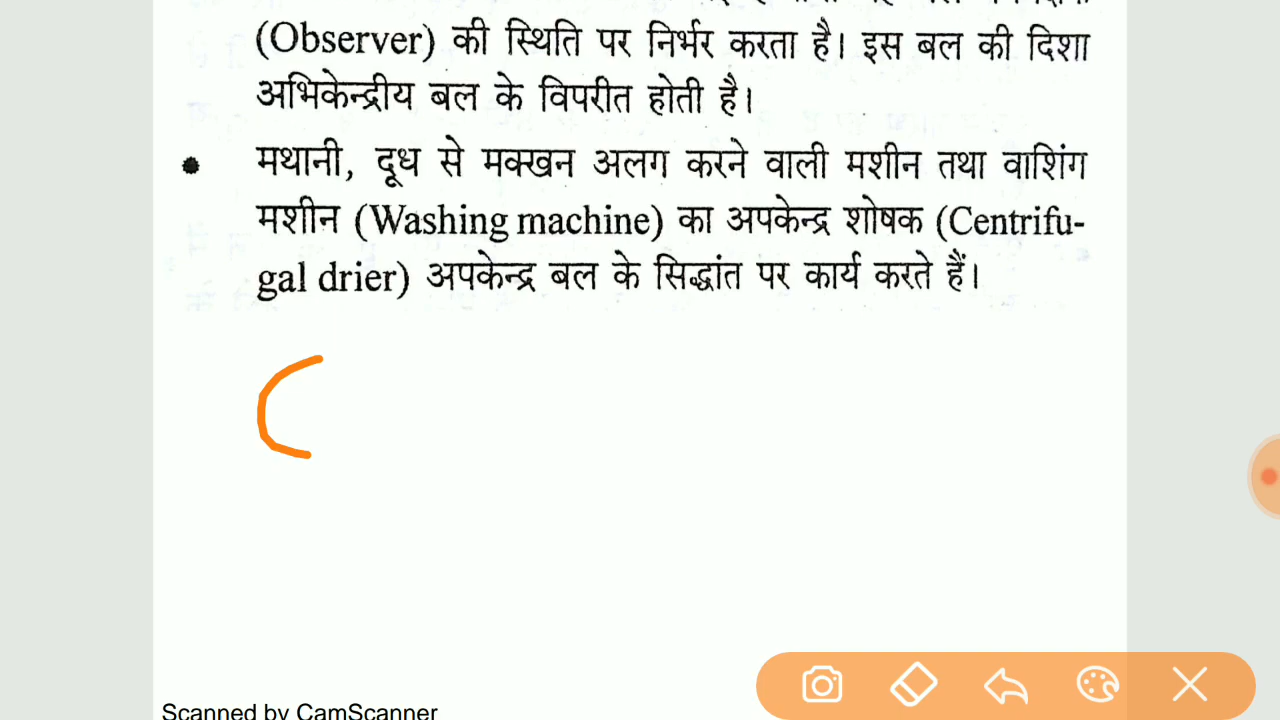 (Observer) की स्थिति पर निर्भर करता है। इस बल की दिशा
अभिकेन्द्रीय बल के विपरीत होती है।
मथानी, दूध से मक्खन अलग करने वाली मशीन तथा वाशिंग
मशीन (Washing machine) का अपकेन्द्र शोषक (Centrifu-
gal drier) अपकेन्द्र बल के सिद्धांत पर कार्य करते हैं।
Scanned by CamScanner